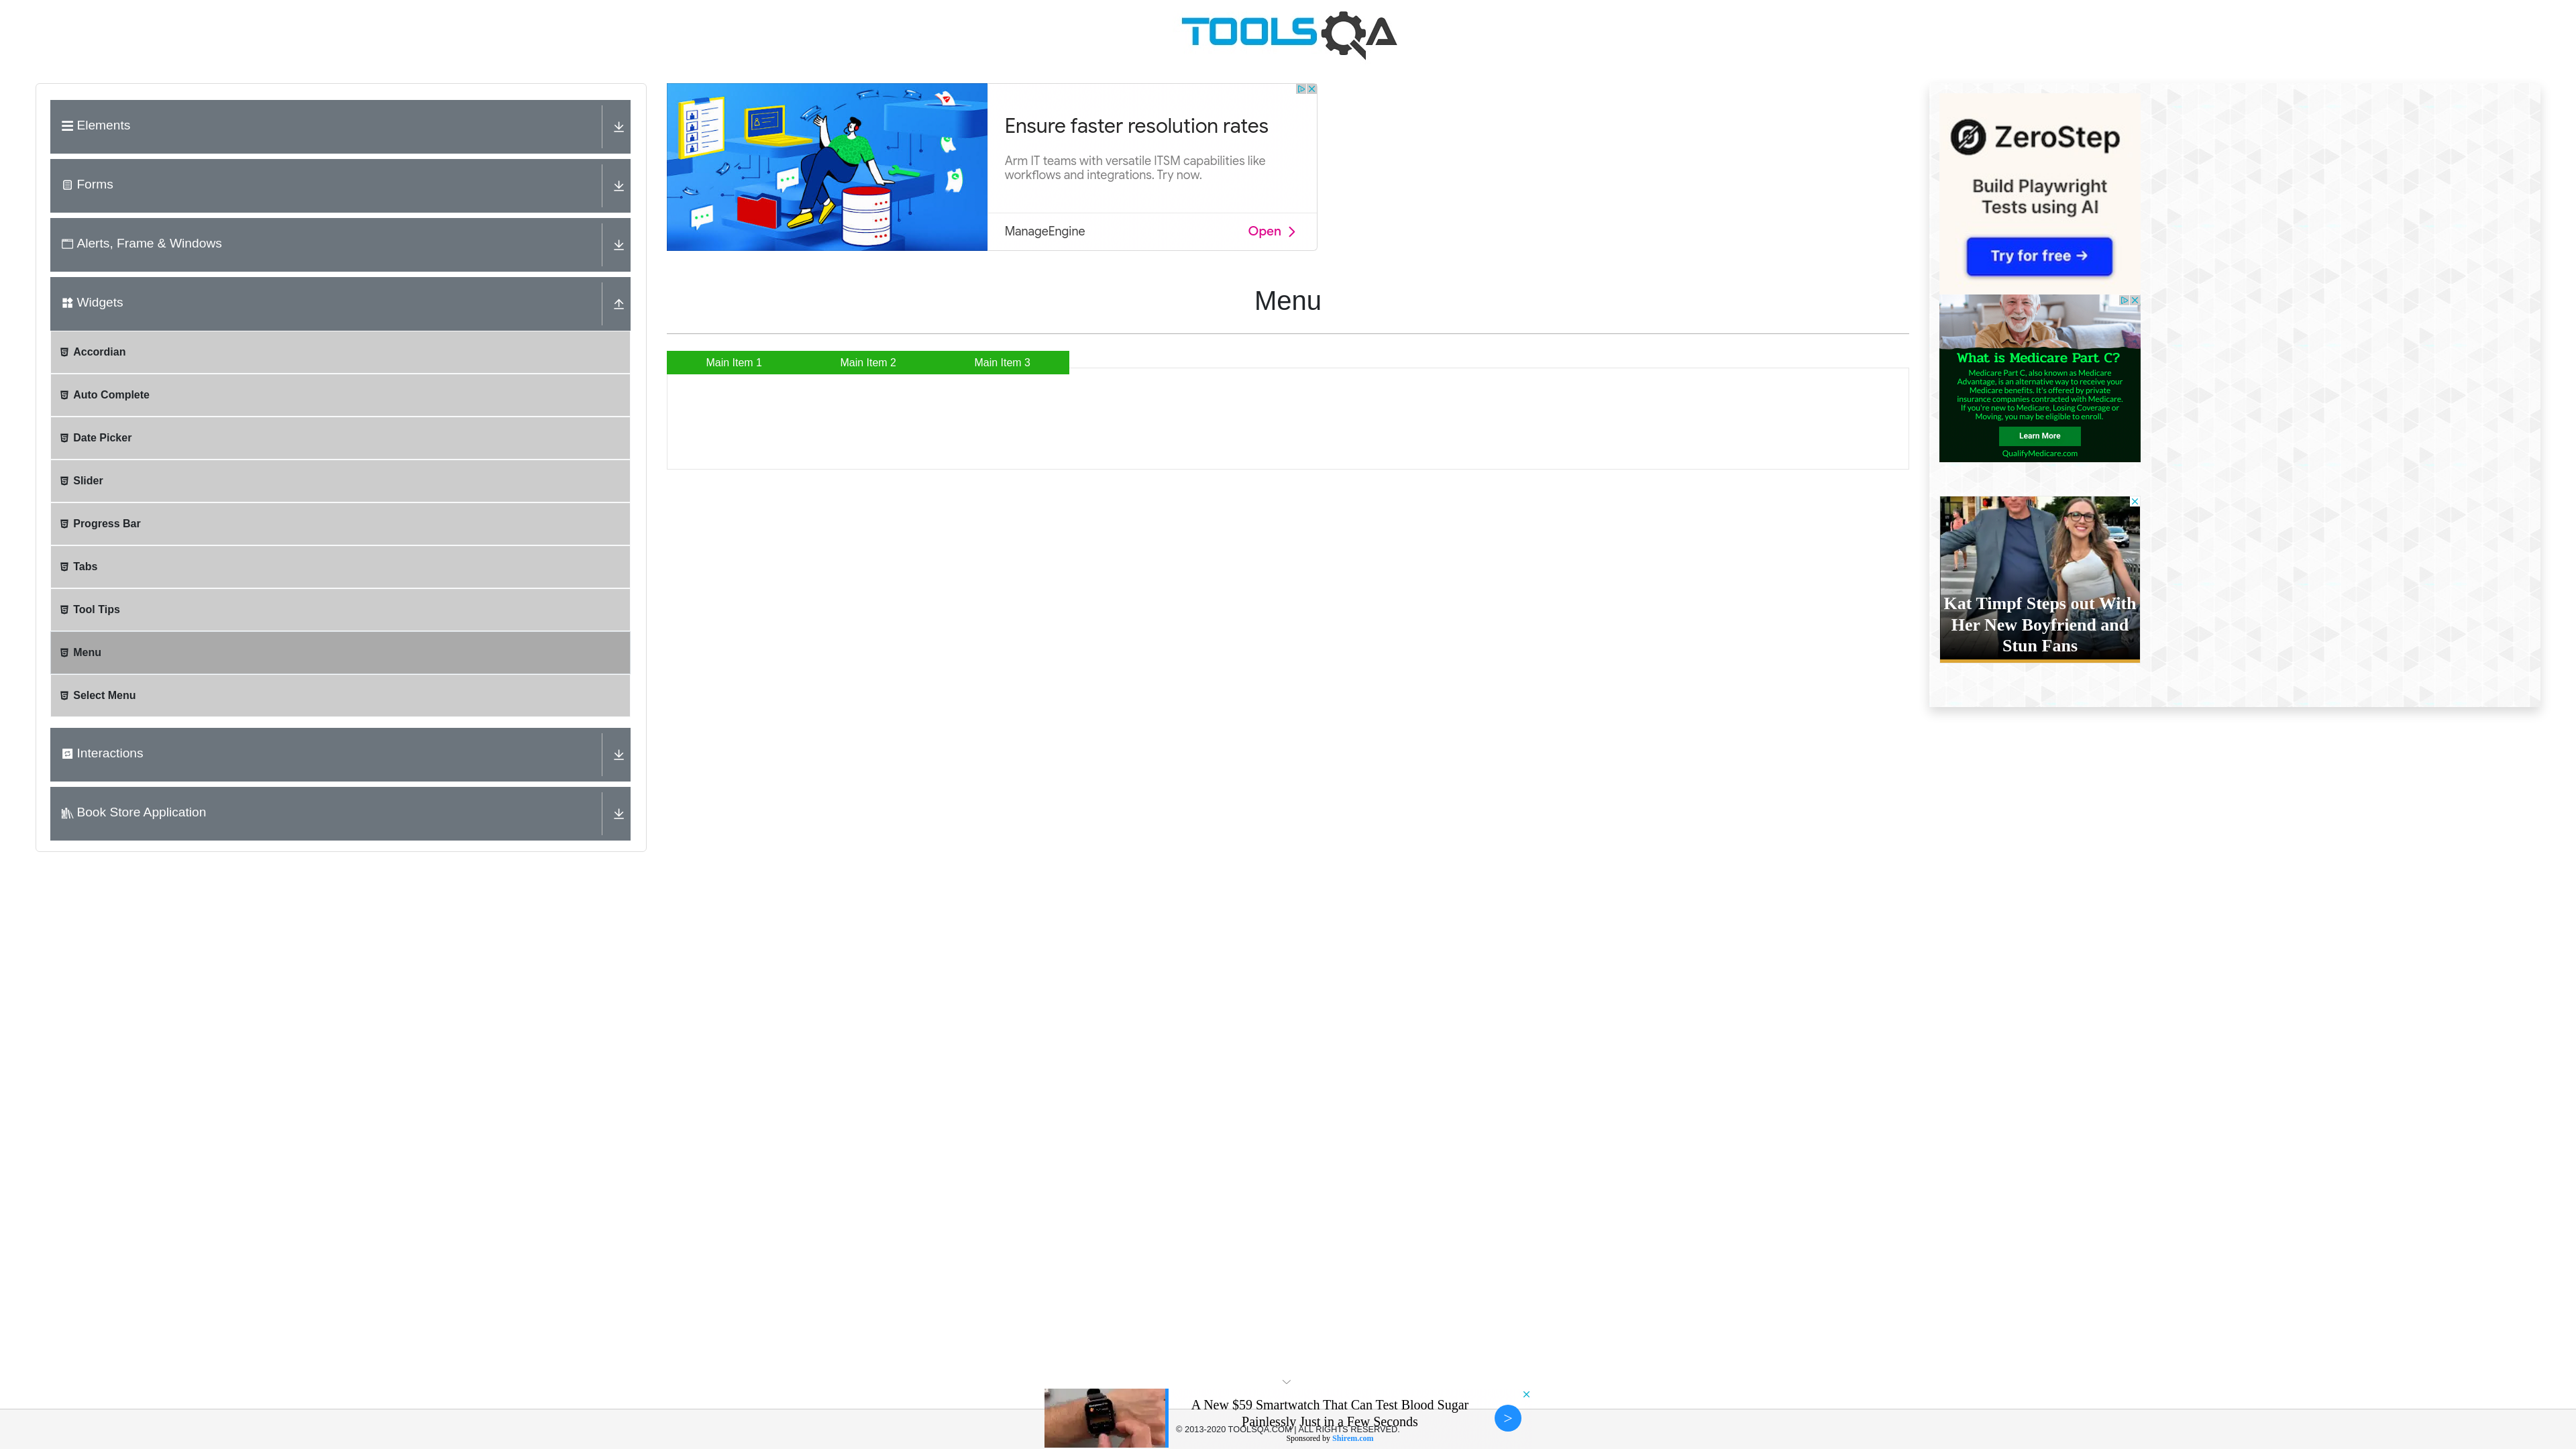 TOOLSQA
Elements
Forms
Alerts, Frame & Windows
Widgets
Accordian
Auto Complete
Date Picker
Slider
Progress Bar
Tabs
Tool Tips
Menu
Select Menu
Interactions
Book Store Application
Ensure faster resolution rates
Arm IT teams with versatile ITSM capabilities like
workflows and integrations. Try now.
ManageEngine
Open
Menu
Main Item 1
Main Item 2
Main Item 3
ZeroStep
Build Playwright
Tests using AI
Try for free →
What is Medicare Part C?
Medicare Part C, also known as Medicare
Advantage, is an alternative way to receive your
Medicare benefits. It's offered by private
insurance companies contracted with Medicare.
If you're new to Medicare, Losing Coverage or
Moving, you may be eligible to enroll.
Learn More
QualifyMedicare.com
Kat Timpf Steps out With
Her New Boyfriend and
Stun Fans
A New $59 Smartwatch That Can Test Blood Sugar
Painlessly Just in a Few Seconds
© 2013-2020 TOOLSQA.COM | ALL RIGHTS RESERVED.
Sponsored by Shirem.com